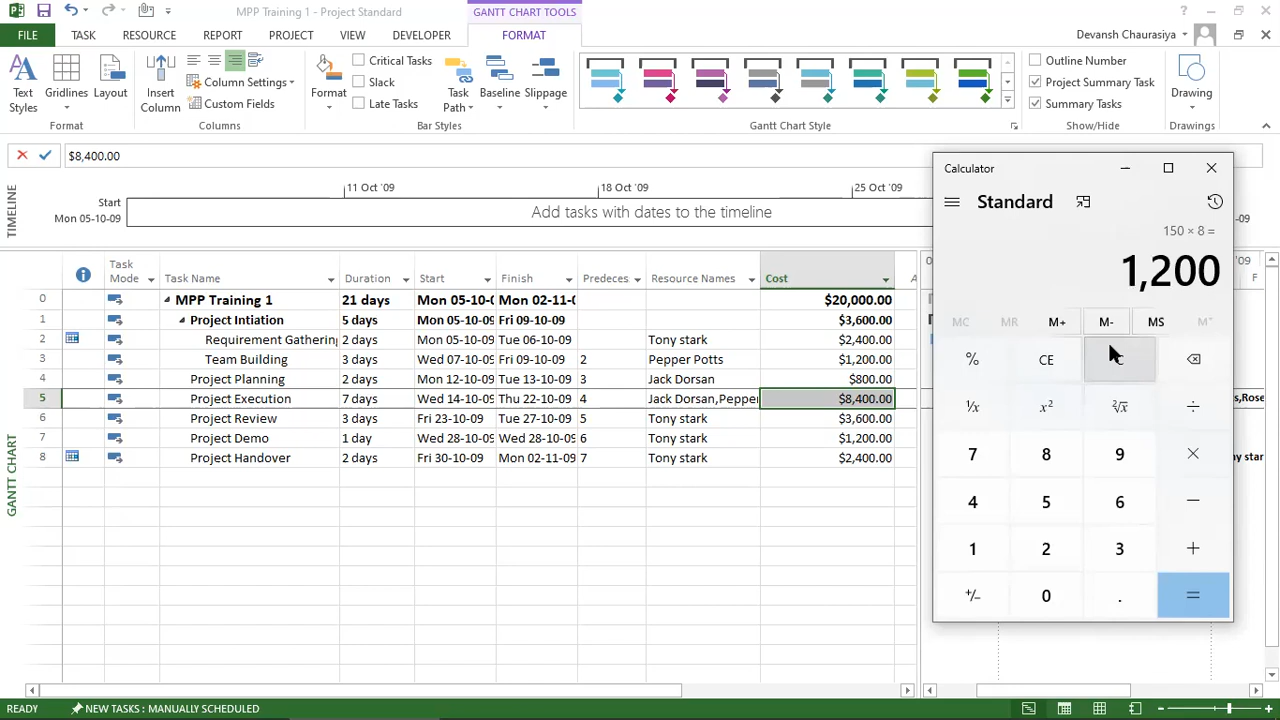 MPP Training 1 - Project Standard
GANTT CHART TOOLS
FILE TASK RESOURCE REPORT PROJECT VIEW DEVELOPER FORMAT
Devansh Chaurasiya
Text Styles
Gridlines
Layout
Insert Column
Column Settings
Custom Fields
Format
Critical Tasks
Slack
Late Tasks
Task Path
Baseline
Slippage
Outline Number
Project Summary Task
Summary Tasks
Drawing
Format Columns Bar Styles Gantt Chart Style Show/Hide Drawings
$8,400.00
TIMELINE
Start
Mon 05-10-09
11 Oct '09 18 Oct '09 25 Oct '09
Add tasks with dates to the timeline
GANTT CHART
Task Mode Task Name Duration Start Finish Predeces Resource Names Cost
0 MPP Training 1 21 days Mon 05-10-0 Mon 02-11-0 $20,000.00
1 Project Intiation 5 days Mon 05-10-09 Fri 09-10-09 $3,600.00
2 Requirement Gathering 2 days Mon 05-10-09 Tue 06-10-09 Tony stark $2,400.00
3 Team Building 3 days Wed 07-10-09 Fri 09-10-09 2 Pepper Potts $1,200.00
4 Project Planning 2 days Mon 12-10-09 Tue 13-10-09 3 Jack Dorsan $800.00
5 Project Execution 7 days Wed 14-10-09 Thu 22-10-09 4 Jack Dorsan,Pepper $8,400.00
6 Project Review 3 days Fri 23-10-09 Tue 27-10-09 5 Tony stark $3,600.00
7 Project Demo 1 day Wed 28-10-09 Wed 28-10-09 6 Tony stark $1,200.00
8 Project Handover 2 days Fri 30-10-09 Mon 02-11-09 7 Tony stark $2,400.00
Calculator
Standard
150 × 8 =
1,200
MC MR M+ M- MS
% CE C
¹/x x² ²√x ÷
7 8 9 ×
4 5 6 −
1 2 3 +
+/− 0 . =
READY NEW TASKS : MANUALLY SCHEDULED